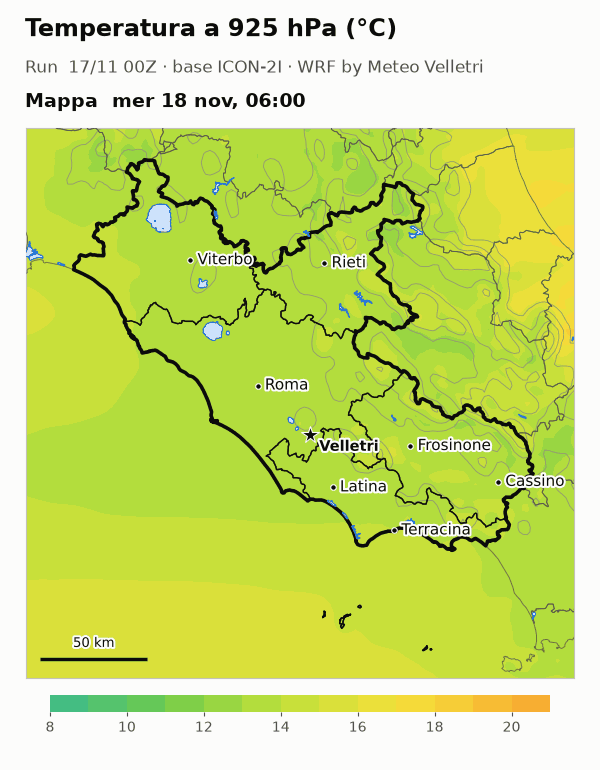 Temperatura a 925 hPa (°C)
Run  17/11 00Z · base ICON-2I · WRF by Meteo Velletri
Mappa  mer 18 nov, 06:00
Viterbo
Rieti
Roma
Velletri
Frosinone
Latina
Cassino
Terracina
50 km
8 10 12 14 16 18 20